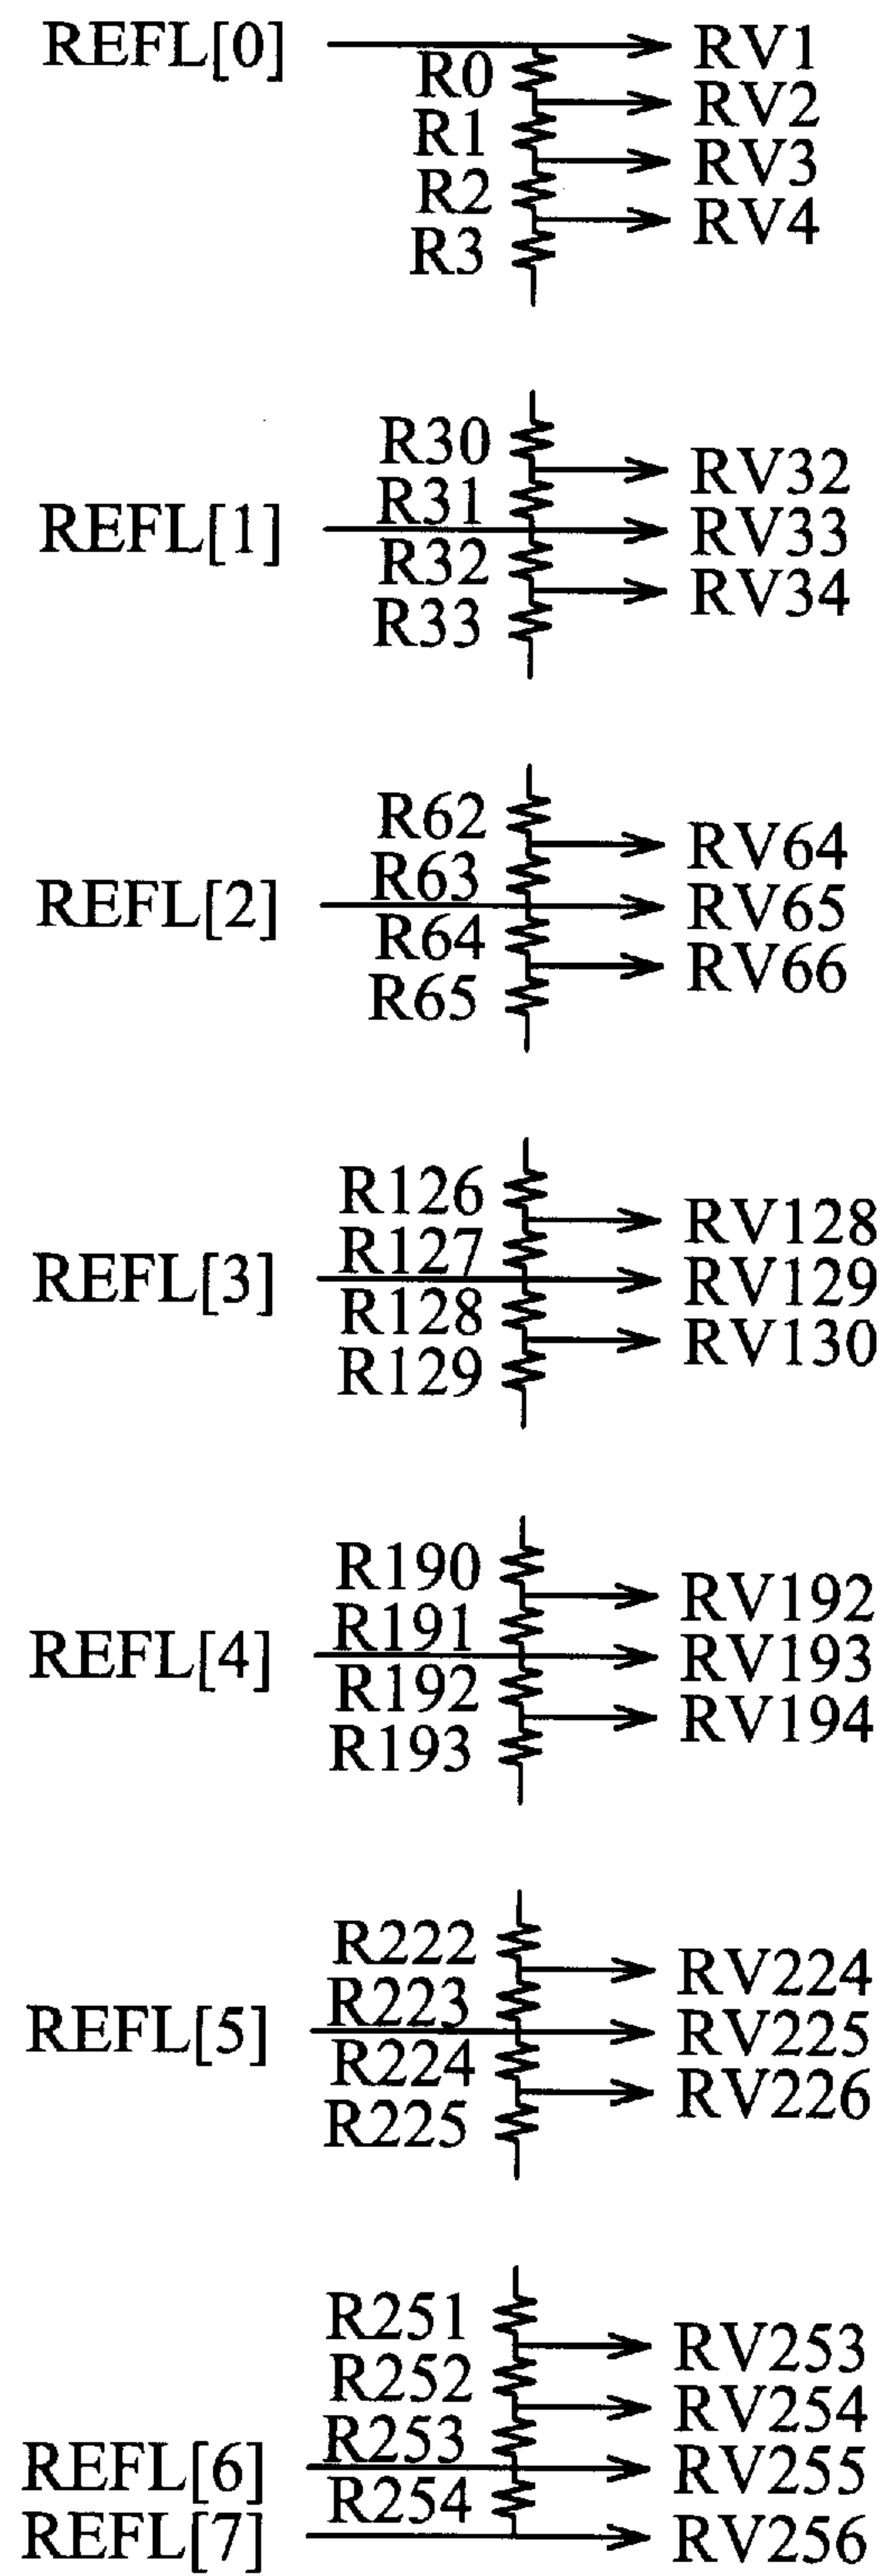 REFL[0] RV1
R0
RV2
R1
RV3
R2
RV4
R3
R30
RV32
R31
REFL[1] RV33
R32
RV34
R33
R62
RV64
R63
REFL[2] RV65
R64
RV66
R65
R126
RV128
R127
REFL[3] RV129
R128
RV130
R129
R190
RV192
R191
REFL[4] RV193
R192
RV194
R193
R222
RV224
R223
REFL[5] RV225
R224
RV226
R225
R251
RV253
R252
RV254
R253
REFL[6] RV255
R254
REFL[7] RV256